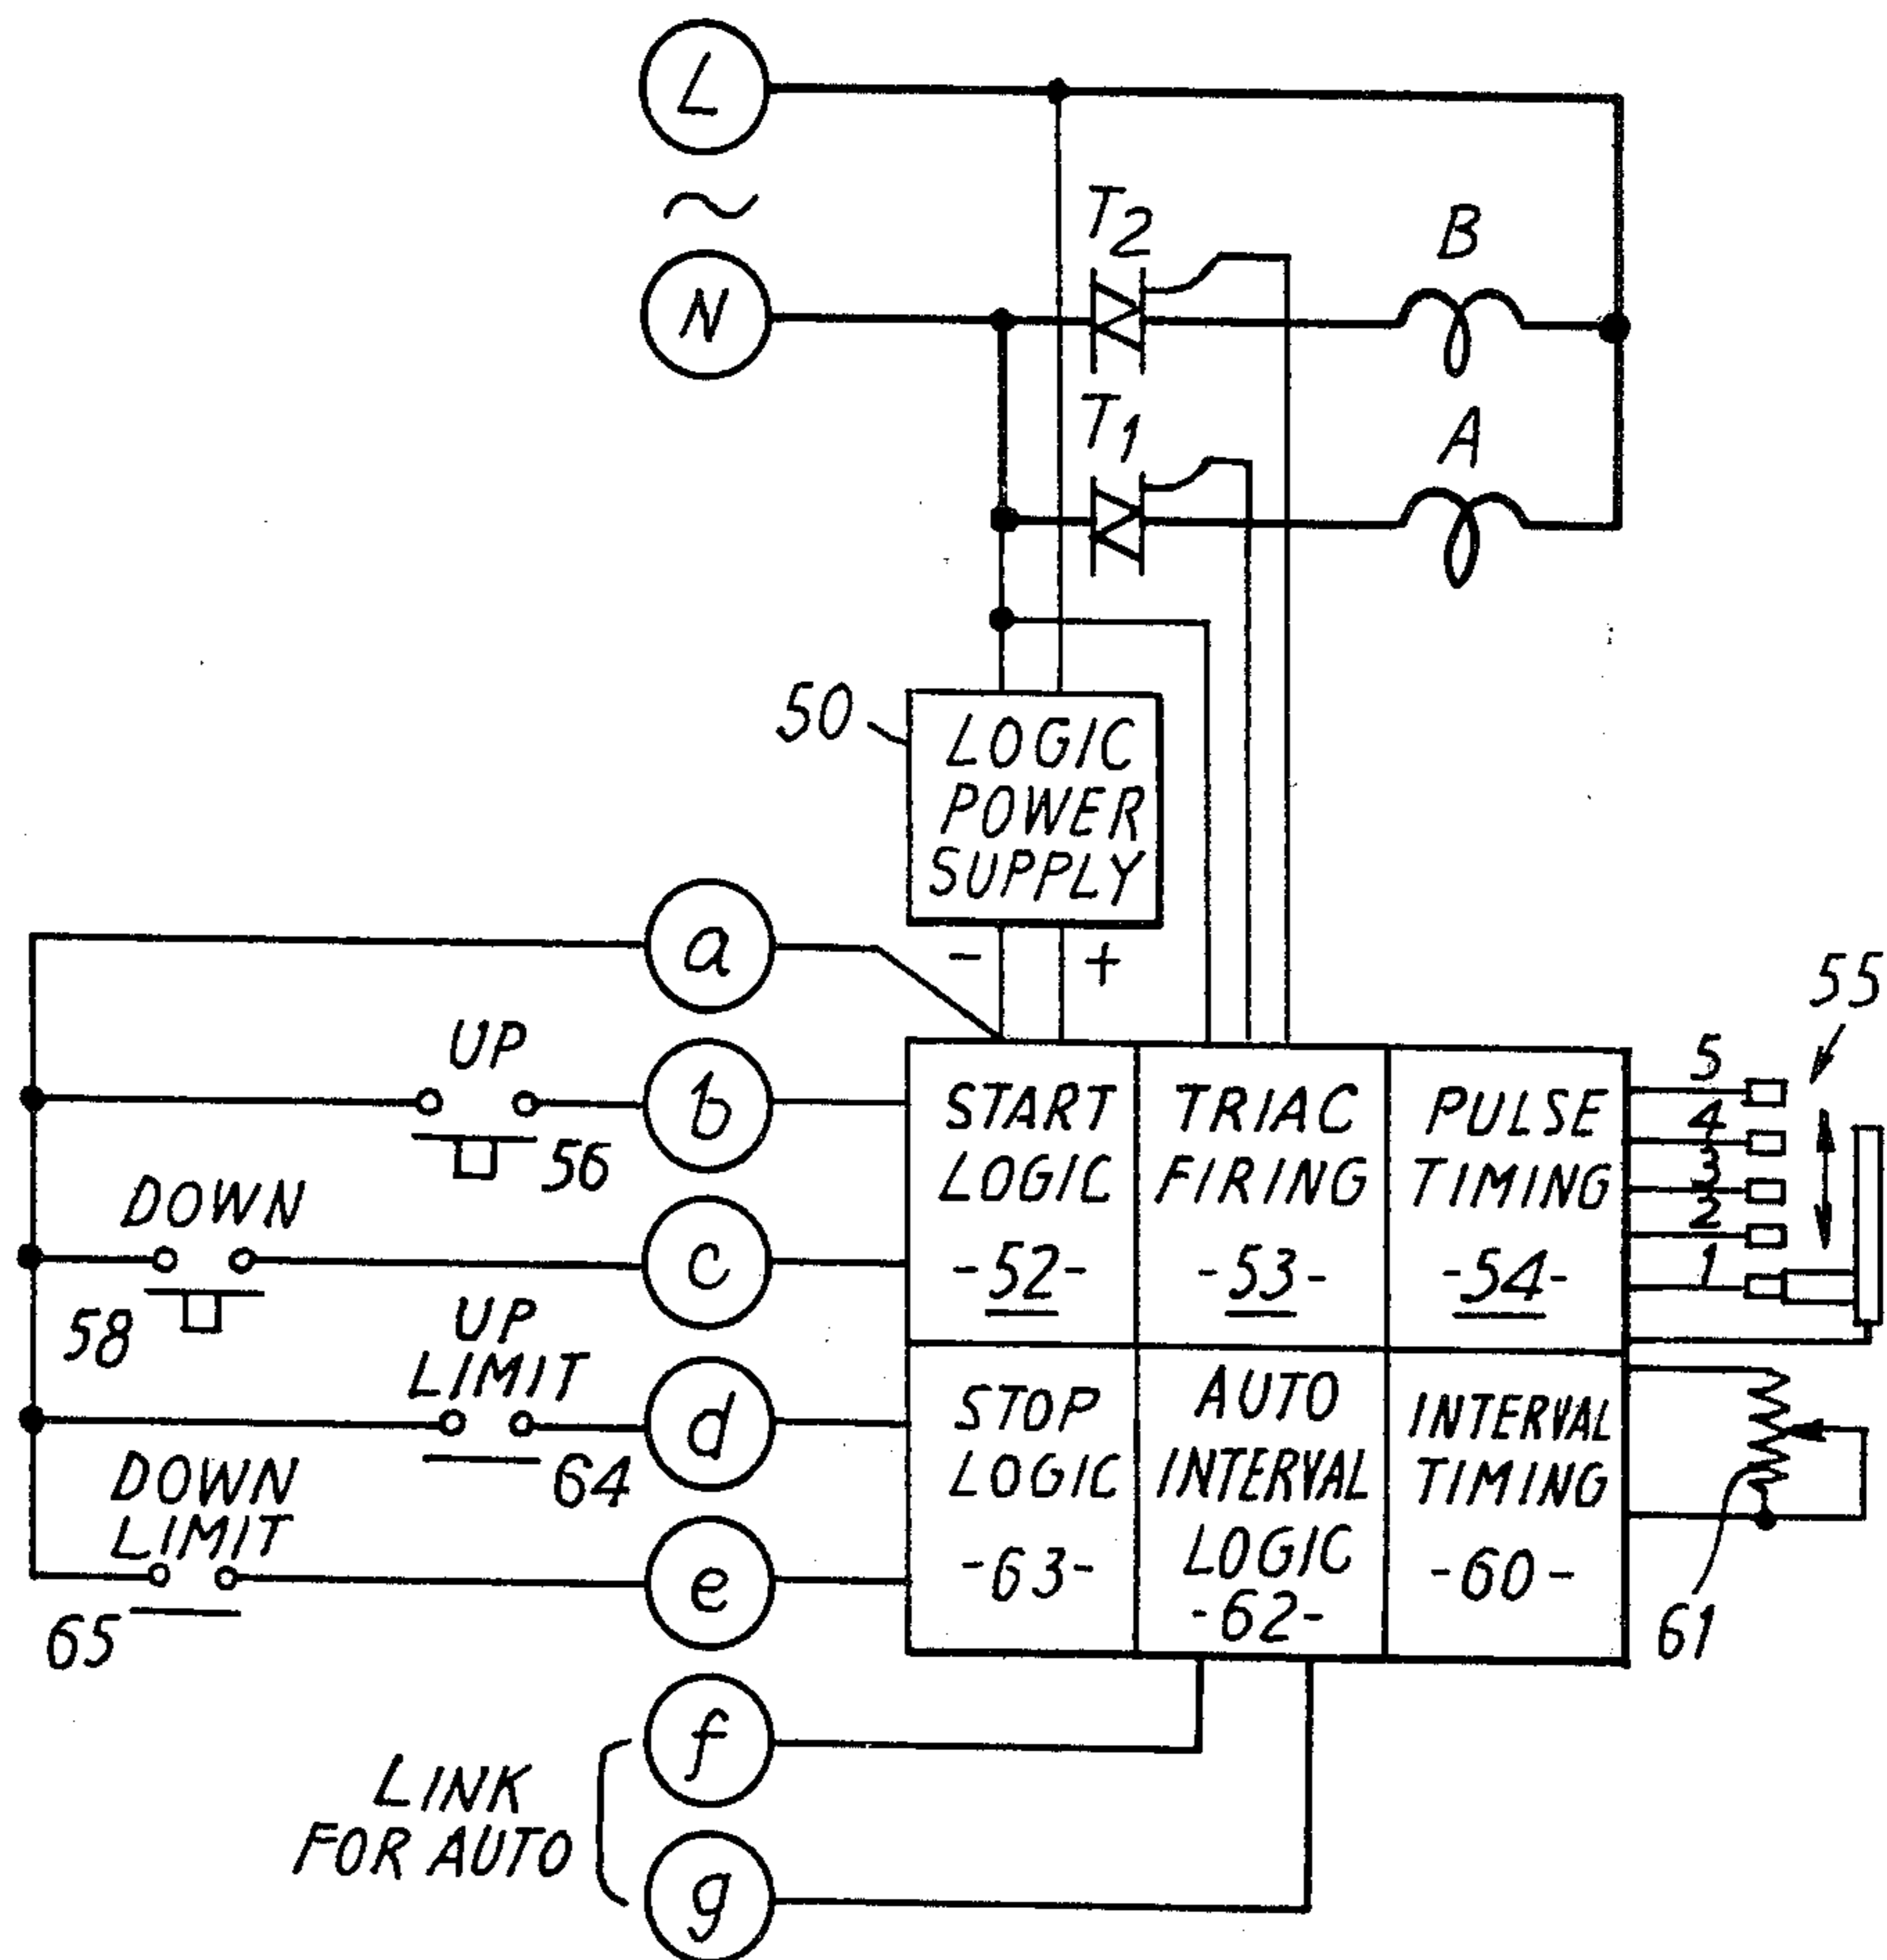 L
~
N
T2
B
T1
A
50
LOGIC
POWER
SUPPLY
- +
a
55
UP
b
56
DOWN
c
58
UP
LIMIT
d
64
DOWN
LIMIT
e
65
START
LOGIC
-52-
TRIAC
FIRING
-53-
PULSE
TIMING
-54-
5
4
3
2
1
STOP
LOGIC
-63-
AUTO
INTERVAL
LOGIC
-62-
INTERVAL
TIMING
-60-
61
f
LINK
FOR AUTO
g